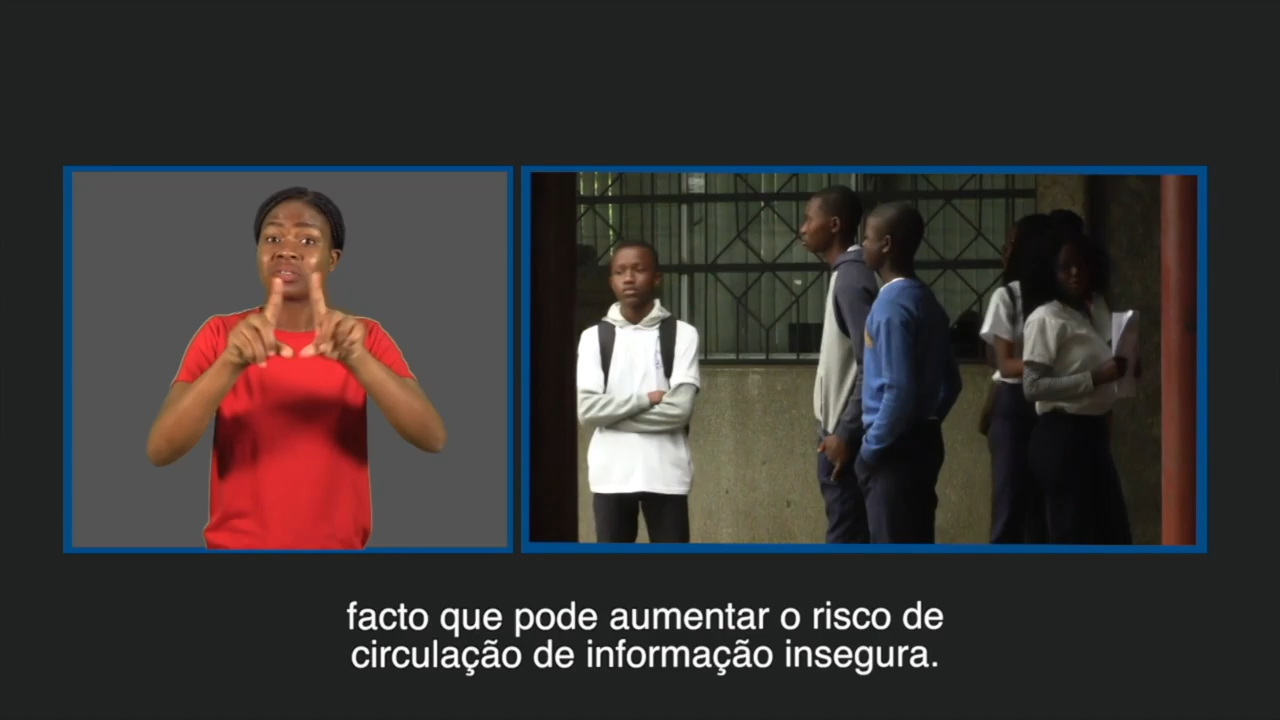 facto que pode aumentar o risco de
circulação de informação insegura.